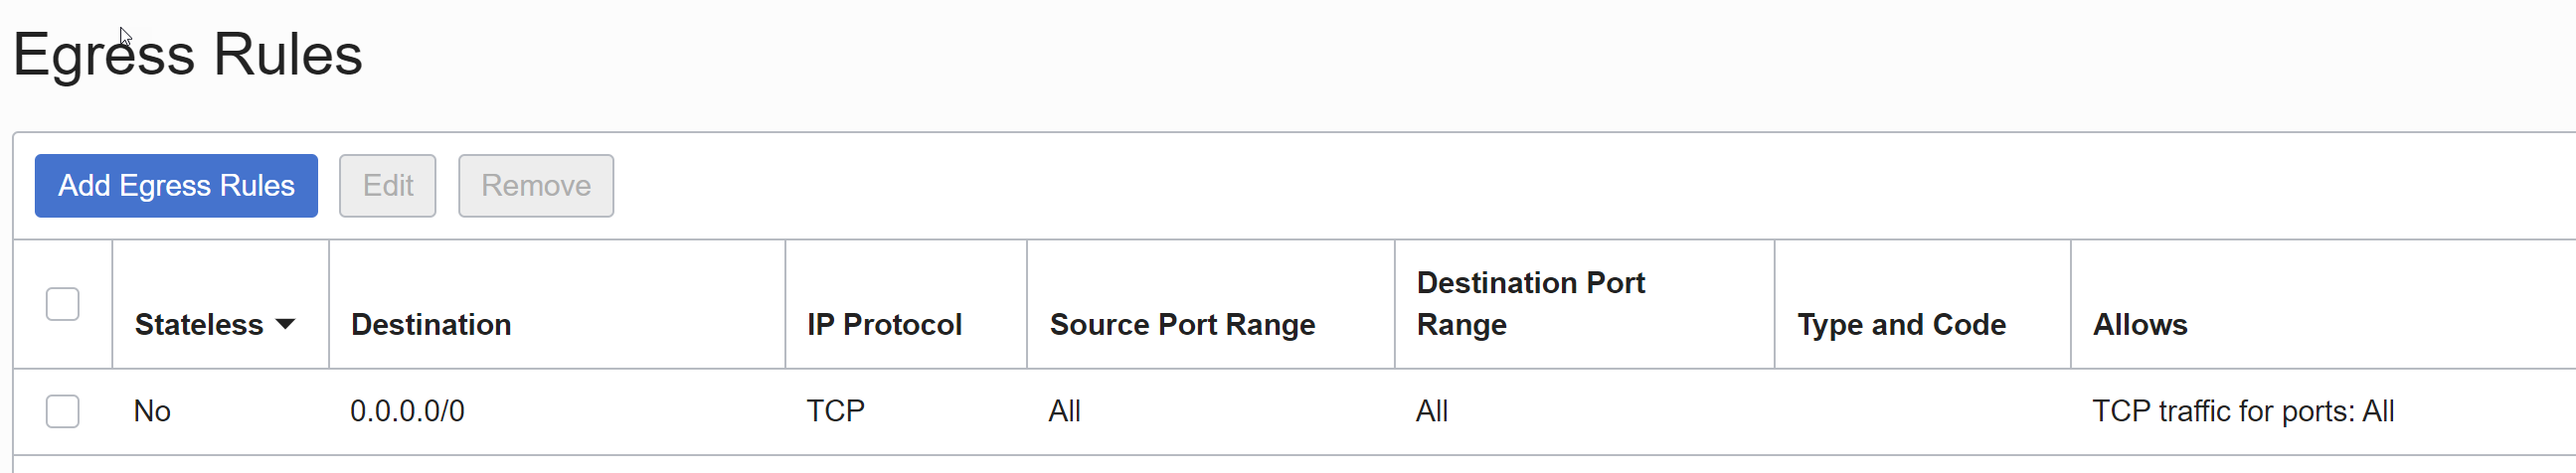 Egress Rules
Add Egress Rules Edit Remove
Stateless Destination IP Protocol Source Port Range Destination Port Range Type and Code Allows
No 0.0.0.0/0 TCP All All TCP traffic for ports: All